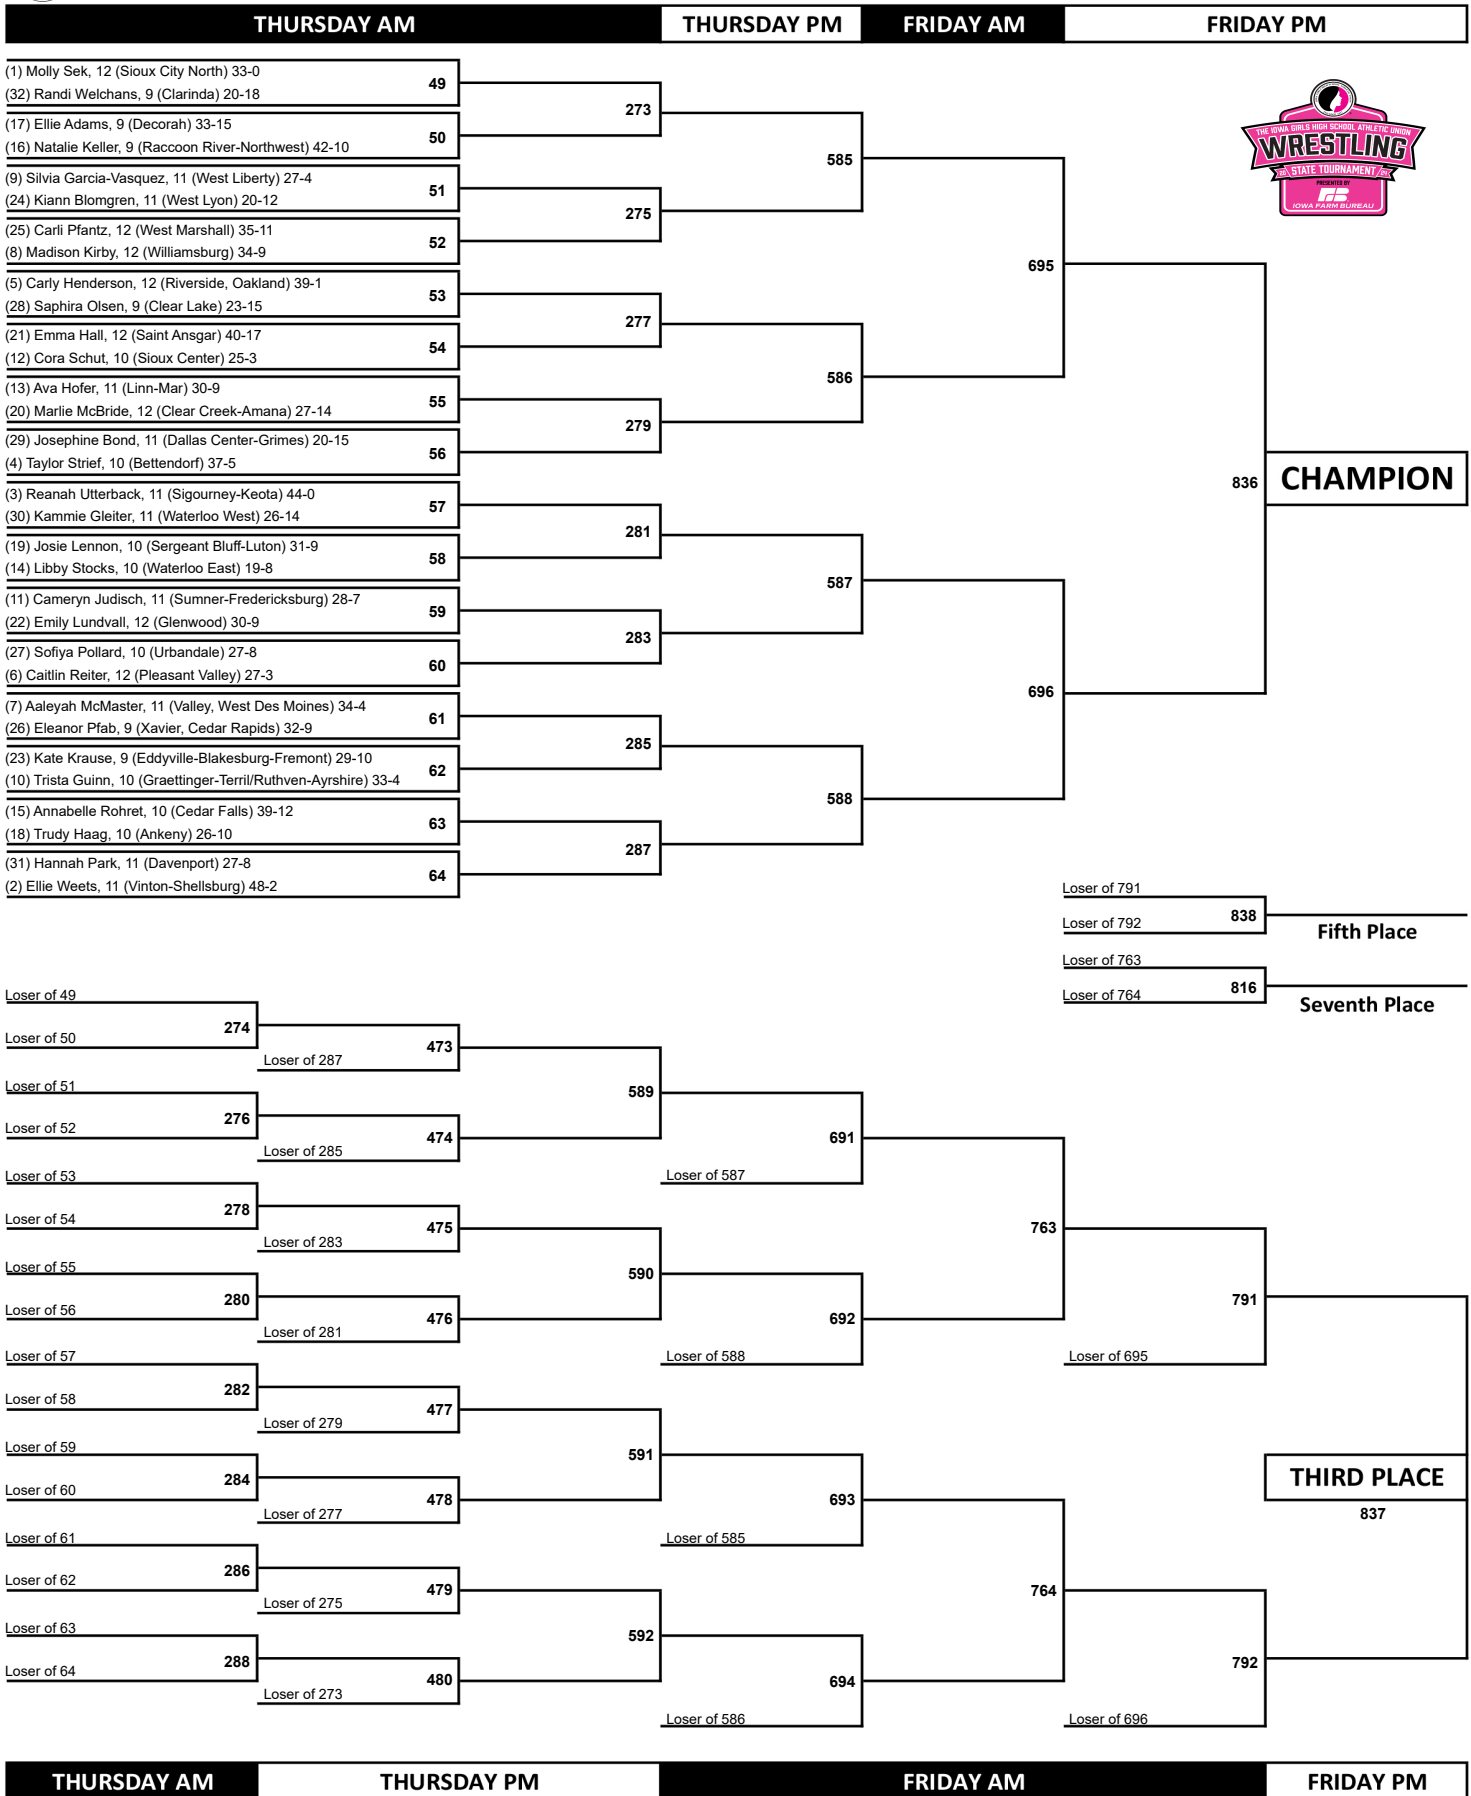 THURSDAY AM THURSDAY PM FRIDAY AM FRIDAY PM
(1) Molly Sek, 12 (Sioux City North) 33-0
49
(32) Randi Welchans, 9 (Clarinda) 20-18
273
(17) Ellie Adams, 9 (Decorah) 33-15
50
(16) Natalie Keller, 9 (Raccoon River-Northwest) 42-10
585
(9) Silvia Garcia-Vasquez, 11 (West Liberty) 27-4
51
(24) Kiann Blomgren, 11 (West Lyon) 20-12
275
(25) Carli Pfantz, 12 (West Marshall) 35-11
52
(8) Madison Kirby, 12 (Williamsburg) 34-9
695
(5) Carly Henderson, 12 (Riverside, Oakland) 39-1
53
(28) Saphira Olsen, 9 (Clear Lake) 23-15
277
(21) Emma Hall, 12 (Saint Ansgar) 40-17
54
(12) Cora Schut, 10 (Sioux Center) 25-3
586
(13) Ava Hofer, 11 (Linn-Mar) 30-9
55
(20) Marlie McBride, 12 (Clear Creek-Amana) 27-14
279
(29) Josephine Bond, 11 (Dallas Center-Grimes) 20-15
56
(4) Taylor Strief, 10 (Bettendorf) 37-5
836
CHAMPION
(3) Reanah Utterback, 11 (Sigourney-Keota) 44-0
57
(30) Kammie Gleiter, 11 (Waterloo West) 26-14
281
(19) Josie Lennon, 10 (Sergeant Bluff-Luton) 31-9
58
(14) Libby Stocks, 10 (Waterloo East) 19-8
587
(11) Cameryn Judisch, 11 (Sumner-Fredericksburg) 28-7
59
(22) Emily Lundvall, 12 (Glenwood) 30-9
283
(27) Sofiya Pollard, 10 (Urbandale) 27-8
60
(6) Caitlin Reiter, 12 (Pleasant Valley) 27-3
696
(7) Aaleyah McMaster, 11 (Valley, West Des Moines) 34-4
61
(26) Eleanor Pfab, 9 (Xavier, Cedar Rapids) 32-9
285
(23) Kate Krause, 9 (Eddyville-Blakesburg-Fremont) 29-10
62
(10) Trista Guinn, 10 (Graettinger-Terril/Ruthven-Ayrshire) 33-4
588
(15) Annabelle Rohret, 10 (Cedar Falls) 39-12
63
(18) Trudy Haag, 10 (Ankeny) 26-10
287
(31) Hannah Park, 11 (Davenport) 27-8
64
(2) Ellie Weets, 11 (Vinton-Shellsburg) 48-2
THE IOWA GIRLS HIGH SCHOOL ATHLETIC UNION
WRESTLING
STATE TOURNAMENT
PRESENTED BY
FB
IOWA FARM BUREAU
Loser of 791
838
Loser of 792
Fifth Place
Loser of 763
816
Loser of 764
Seventh Place
Loser of 49
274
Loser of 50
473
Loser of 287
589
Loser of 51
276
Loser of 52
474
Loser of 285
691
Loser of 587
Loser of 53
278
Loser of 54
475
Loser of 283
763
590
Loser of 55
280
Loser of 56
476
Loser of 281
692
Loser of 588
791
Loser of 695
Loser of 57
282
Loser of 58
477
Loser of 279
591
Loser of 59
284
Loser of 60
478
Loser of 277
693
Loser of 585
THIRD PLACE
837
Loser of 61
286
Loser of 62
479
Loser of 275
764
592
Loser of 63
288
Loser of 64
480
Loser of 273
694
Loser of 586
792
Loser of 696
THURSDAY AM THURSDAY PM FRIDAY AM FRIDAY PM